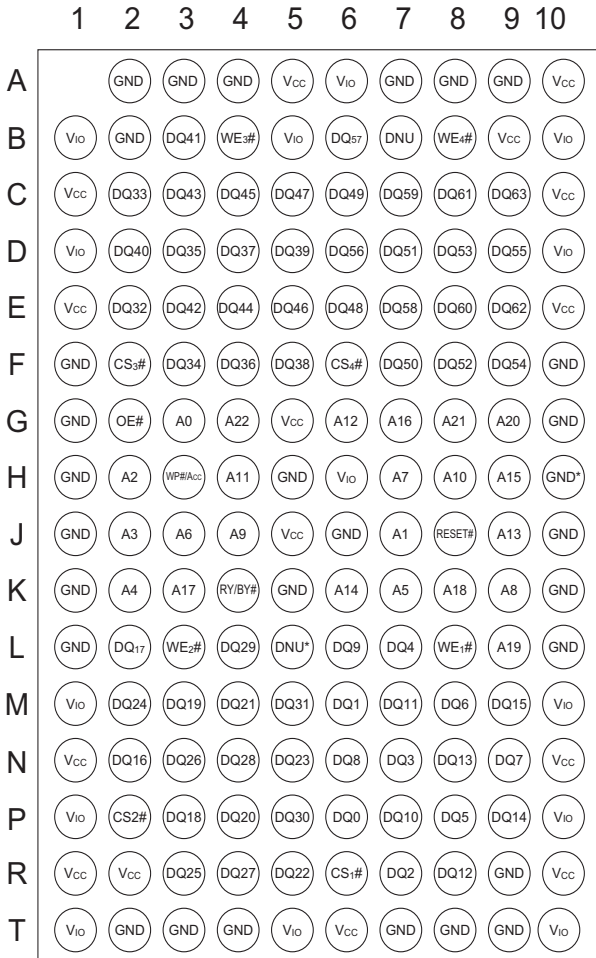 1 2 3 4 5 6 7 8 9 10
A GND GND GND VCC VIO GND GND GND VCC
B VIO GND DQ41 WE3# VIO DQ57 DNU WE4# VCC VIO
C VCC DQ33 DQ43 DQ45 DQ47 DQ49 DQ59 DQ61 DQ63 VCC
D VIO DQ40 DQ35 DQ37 DQ39 DQ56 DQ51 DQ53 DQ55 VIO
E VCC DQ32 DQ42 DQ44 DQ46 DQ48 DQ58 DQ60 DQ62 VCC
F GND CS3# DQ34 DQ36 DQ38 CS4# DQ50 DQ52 DQ54 GND
G GND OE# A0 A22 VCC A12 A16 A21 A20 GND
H GND A2 WP#/ACC A11 GND VIO A7 A10 A15 GND*
J GND A3 A6 A9 VCC GND A1 RESET# A13 GND
K GND A4 A17 RY/BY# GND A14 A5 A18 A8 GND
L GND DQ17 WE2# DQ29 DNU* DQ9 DQ4 WE1# A19 GND
M VIO DQ24 DQ19 DQ21 DQ31 DQ1 DQ11 DQ6 DQ15 VIO
N VCC DQ16 DQ26 DQ28 DQ23 DQ8 DQ3 DQ13 DQ7 VCC
P VIO CS2# DQ18 DQ20 DQ30 DQ0 DQ10 DQ5 DQ14 VIO
R VCC VCC DQ25 DQ27 DQ22 CS1# DQ2 DQ12 GND VCC
T VIO GND GND GND VIO VCC GND GND GND VIO